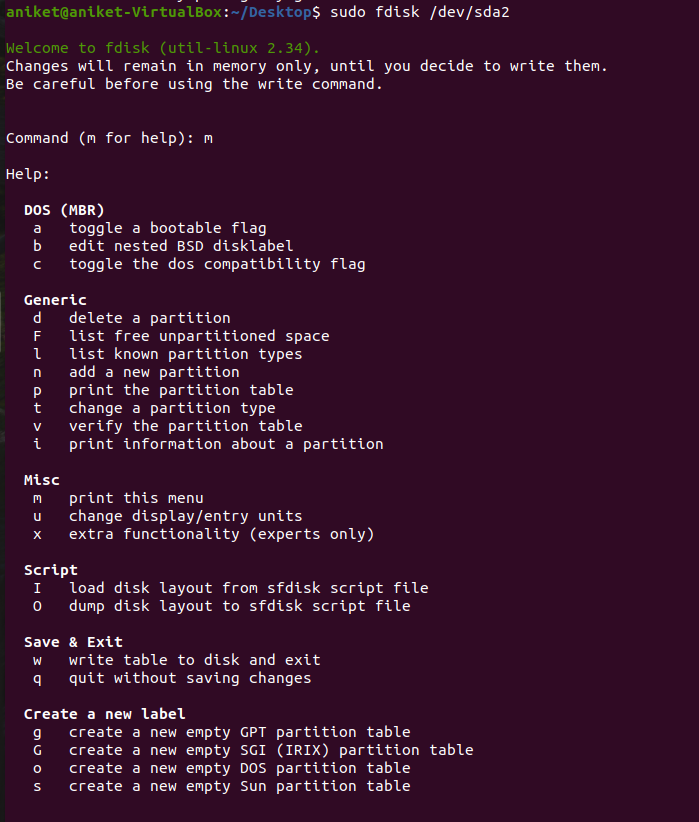 aniket@aniket-VirtualBox:~/Desktop$ sudo fdisk /dev/sda2
Welcome to fdisk (util-linux 2.34).
Changes will remain in memory only, until you decide to write them.
Be careful before using the write command.
Command (m for help): m
Help:
DOS (MBR)
a   toggle a bootable flag
b   edit nested BSD disklabel
c   toggle the dos compatibility flag
Generic
d   delete a partition
F   list free unpartitioned space
l   list known partition types
n   add a new partition
p   print the partition table
t   change a partition type
v   verify the partition table
i   print information about a partition
Misc
m   print this menu
u   change display/entry units
x   extra functionality (experts only)
Script
I   load disk layout from sfdisk script file
O   dump disk layout to sfdisk script file
Save & Exit
w   write table to disk and exit
q   quit without saving changes
Create a new label
g   create a new empty GPT partition table
G   create a new empty SGI (IRIX) partition table
o   create a new empty DOS partition table
s   create a new empty Sun partition table